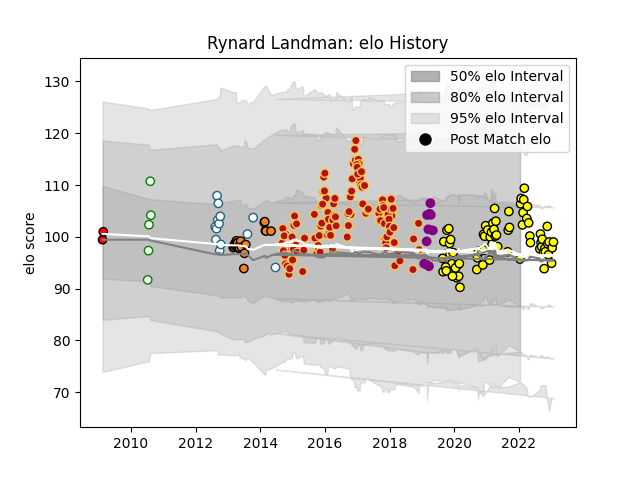 Rynard Landman: elo History
50% elo Interval
80% elo Interval
95% elo Interval
Post Match elo
elo score
130
120
110
100
90
80
70
2010
2012
2014
2016
2018
2020
2022